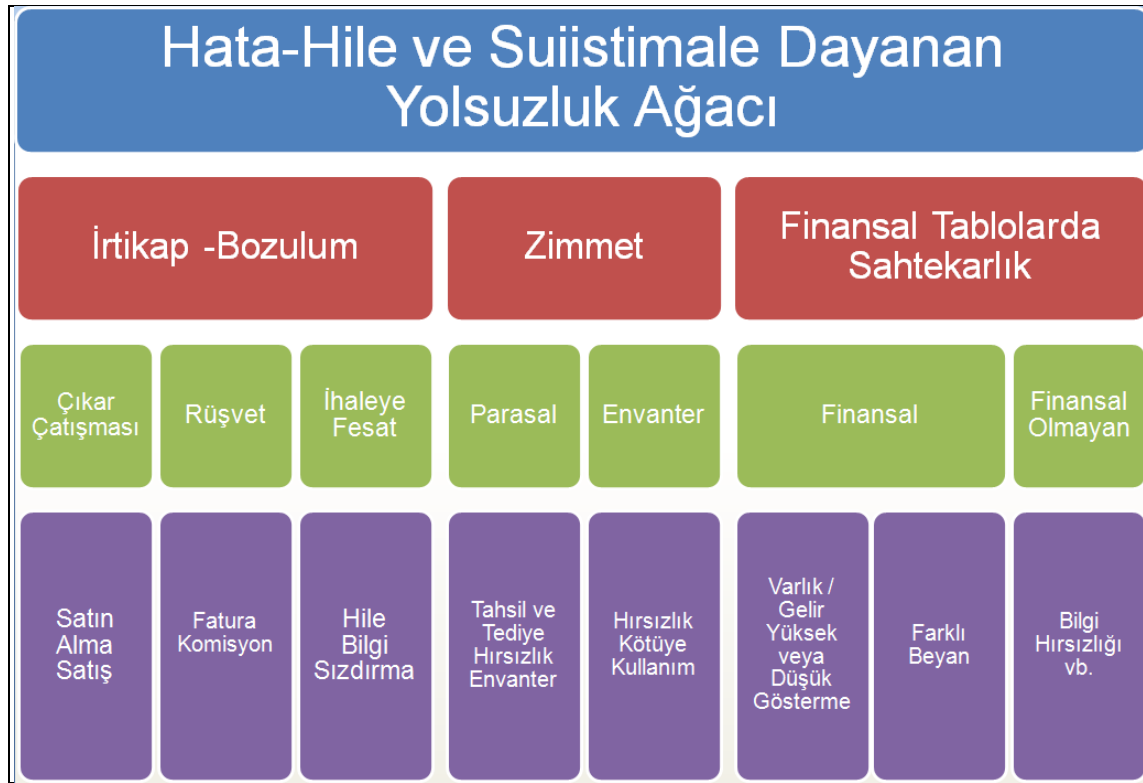 Hata-Hile ve Suiistimale Dayanan
Yolsuzluk Ağacı
İrtikap -Bozulum
Zimmet
Finansal Tablolarda
Sahtekarlık
Çıkar
Çatışması
Rüşvet
İhaleye
Fesat
Parasal
Envanter
Finansal
Finansal
Olmayan
Satın
Alma
Satış
Fatura
Komisyon
Hile
Bilgi
Sızdırma
Tahsil ve
Tediye
Hırsızlık
Envanter
Hırsızlık
Kötüye
Kullanım
Varlık /
Gelir
Yüksek
veya
Düşük
Gösterme
Farklı
Beyan
Bilgi
Hırsızlığı
vb.